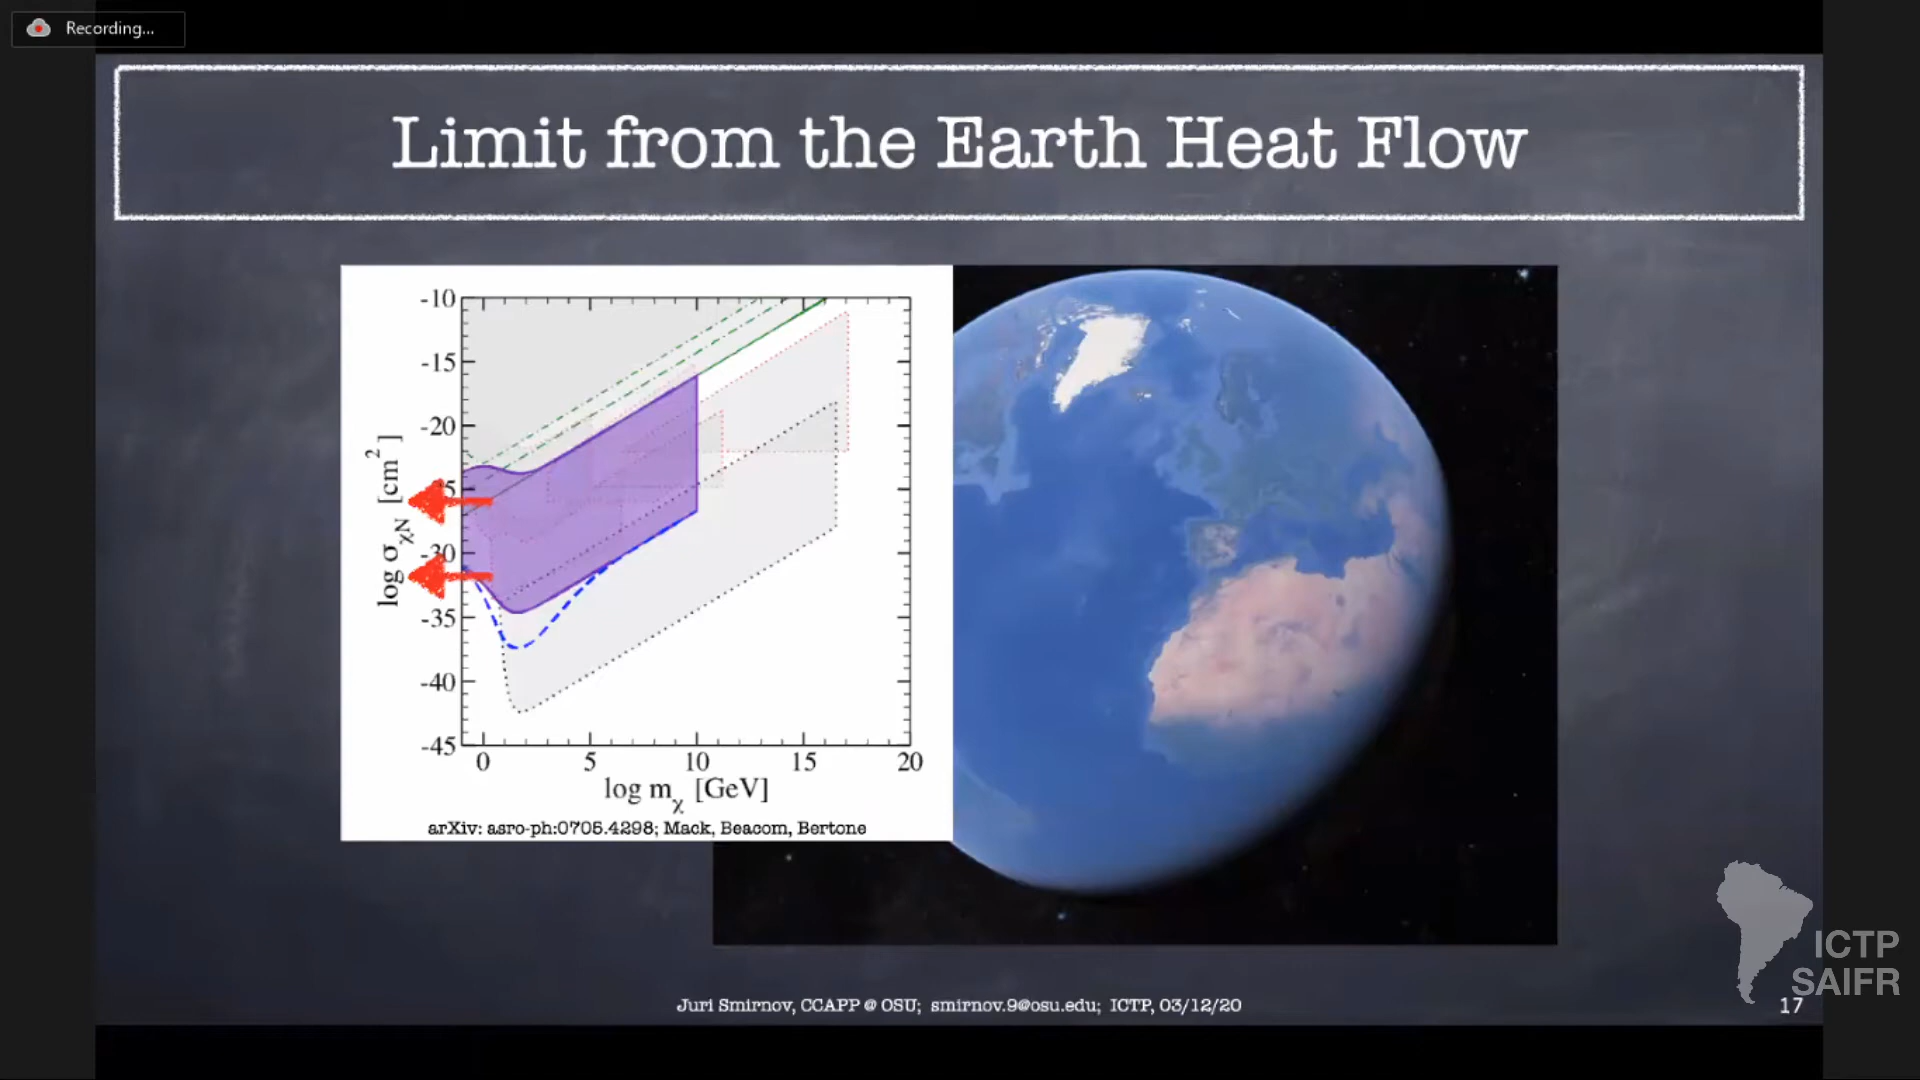 Recording...
Limit from the Earth Heat Flow
-10
-15
-20
-30
-35
-40
-45
0 5 10 15 20
log σχN [cm2]
log mχ [GeV]
arXiv: asro-ph:0705.4298; Mack, Beacom, Bertone
ICTP
SAIFR
Juri Smirnov, CCAPP @ OSU; smirnov.9@osu.edu; ICTP, 03/12/20
17